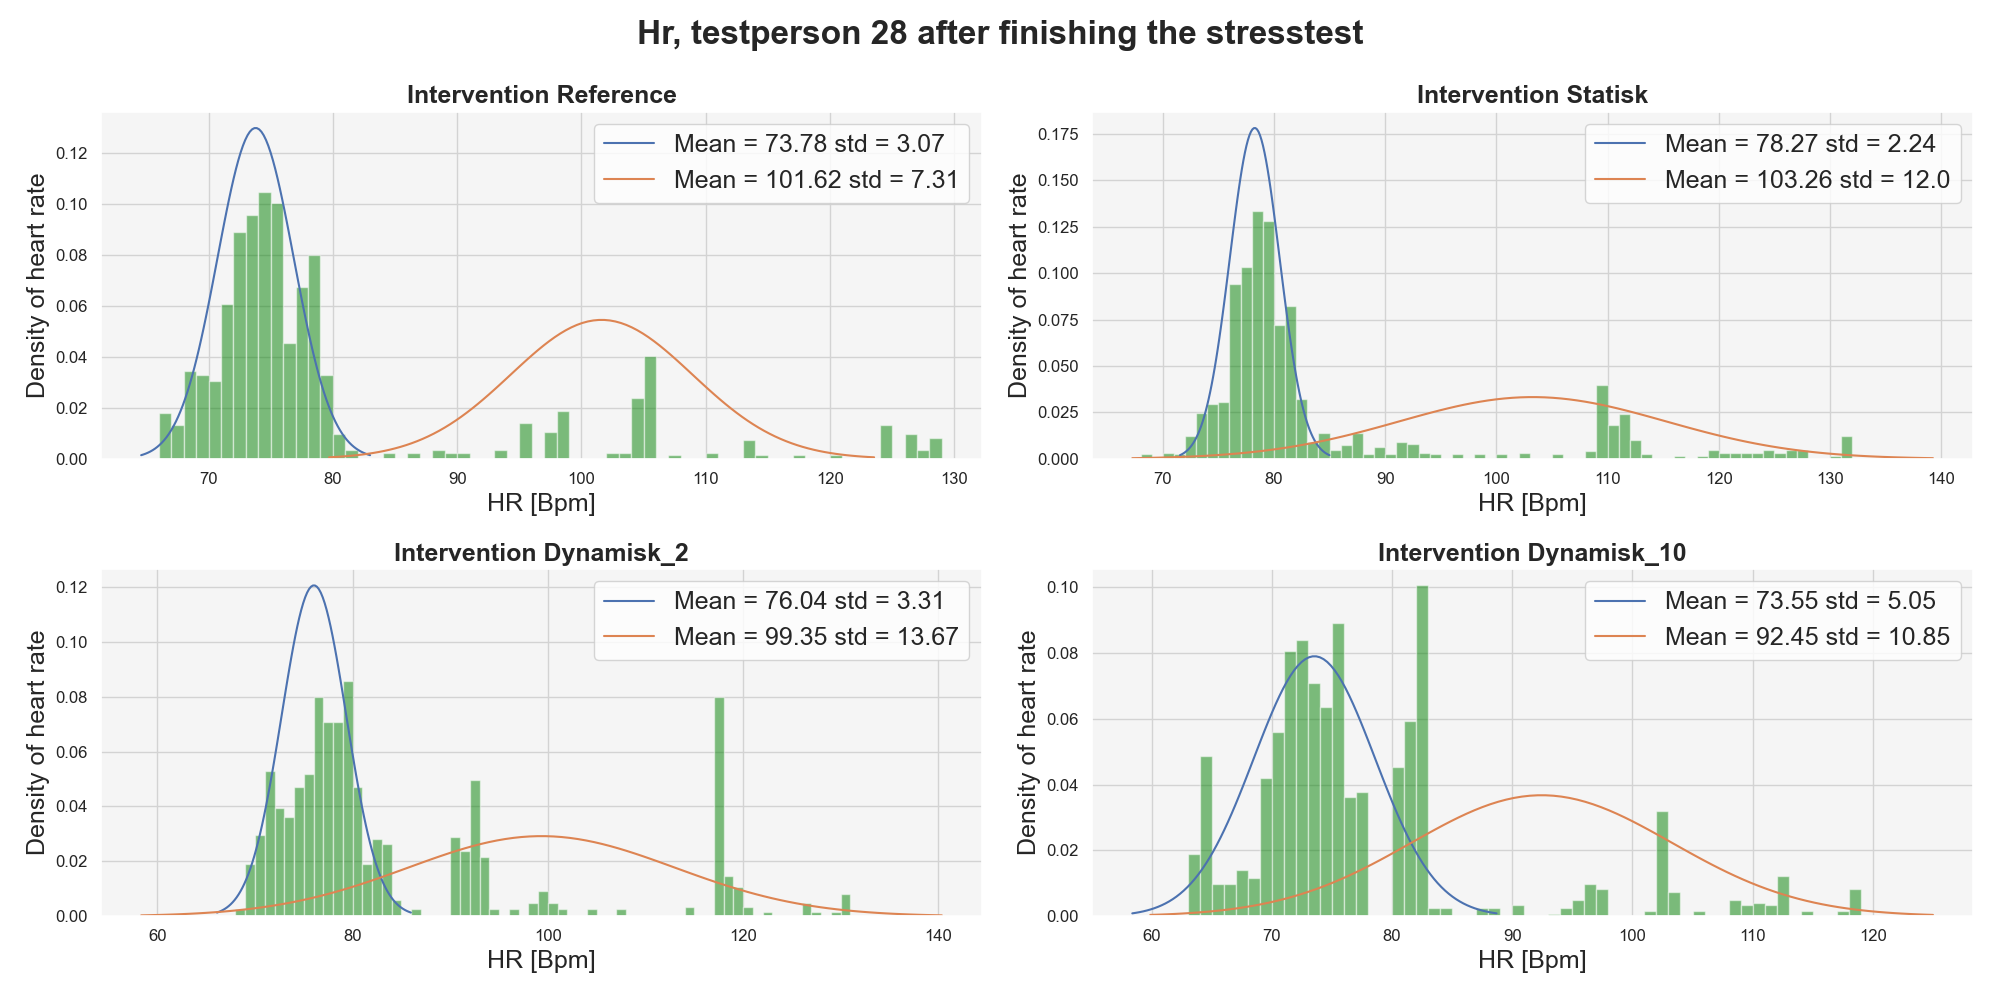 Hr, testperson 28 after finishing the stresstest
Intervention Reference
Mean = 73.78 std = 3.07
Mean = 101.62 std = 7.31
Density of heart rate
0.12
0.10
0.08
0.06
0.04
0.02
0.00
70 80 90 100 110 120 130
HR [Bpm]
Intervention Statisk
Mean = 78.27 std = 2.24
Mean = 103.26 std = 12.0
Density of heart rate
0.175
0.150
0.125
0.100
0.075
0.050
0.025
0.000
70 80 90 100 110 120 130 140
HR [Bpm]
Intervention Dynamisk_2
Mean = 76.04 std = 3.31
Mean = 99.35 std = 13.67
Density of heart rate
0.12
0.10
0.08
0.06
0.04
0.02
0.00
60 80 100 120 140
HR [Bpm]
Intervention Dynamisk_10
Mean = 73.55 std = 5.05
Mean = 92.45 std = 10.85
Density of heart rate
0.10
0.08
0.06
0.04
0.02
0.00
60 70 80 90 100 110 120
HR [Bpm]